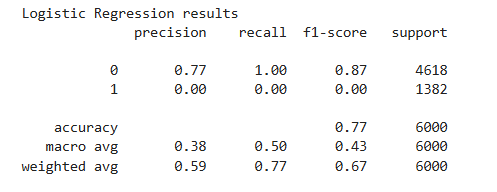 Logistic Regression results
precision recall f1-score support
0 0.77 1.00 0.87 4618
1 0.00 0.00 0.00 1382
accuracy 0.77 6000
macro avg 0.38 0.50 0.43 6000
weighted avg 0.59 0.77 0.67 6000